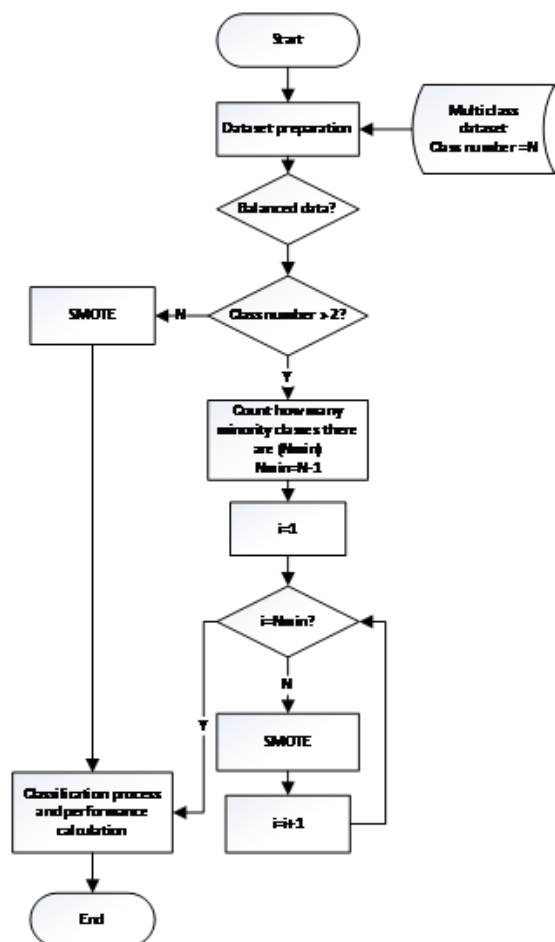 Start
Dataset preparation
Multiclass
dataset
Class number =N
Balanced data?
SMOTE
N
Class number > 2?
Y
Count how many
minority classes there
are (Nmin)
Nmin=N-1
i=1
i=Nmin?
N
Y
SMOTE
Classification process
and performance
calculation
i=i+1
End